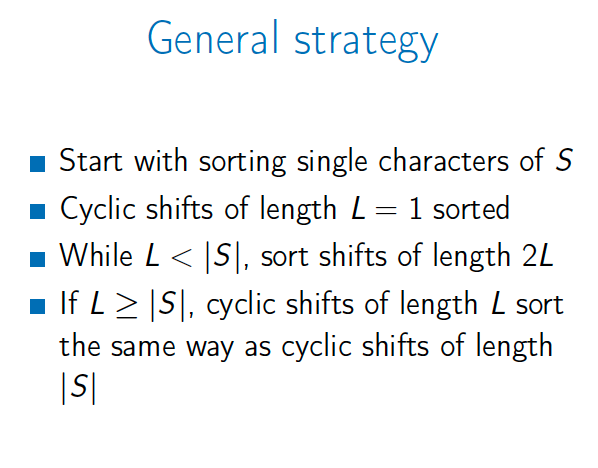 General strategy
Start with sorting single characters of S
Cyclic shifts of length L = 1 sorted
While L < |S|, sort shifts of length 2L
If L ≥ |S|, cyclic shifts of length L sort
the same way as cyclic shifts of length
|S|